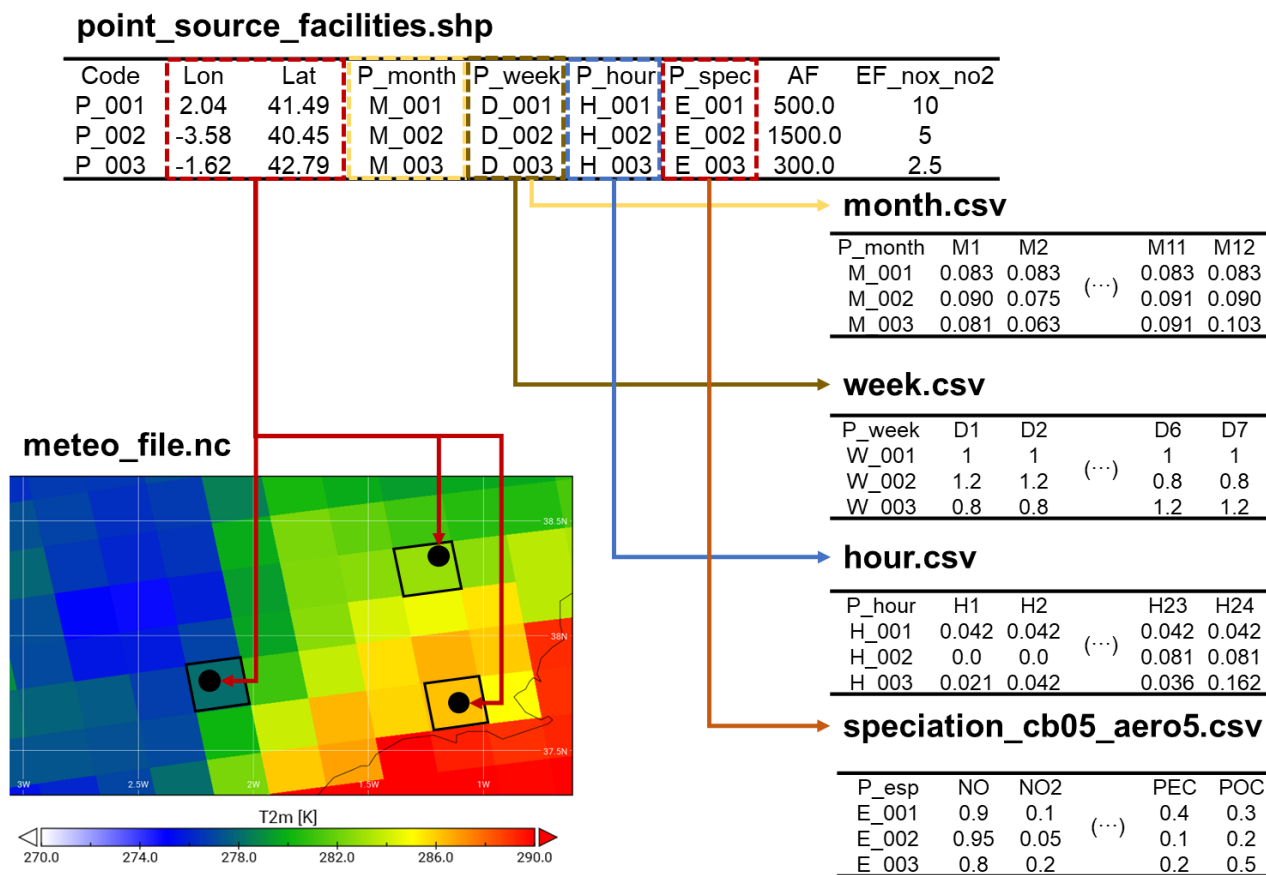 point_source_facilities.shp
Code Lon Lat P_month P_week P_hour P_spec AF EF_nox_no2
P_001 2.04 41.49 M_001 D_001 H_001 E_001 500.0 10
P_002 -3.58 40.45 M_002 D_002 H_002 E_002 1500.0 5
P_003 -1.62 42.79 M_003 D_003 H_003 E_003 300.0 2.5
month.csv
P_month M1 M2 M11 M12
M_001 0.083 0.083 0.083 0.083
M_002 0.090 0.075 (···) 0.091 0.090
M_003 0.081 0.063 0.091 0.103
week.csv
P_week D1 D2 D6 D7
W_001 1 1 1 1
W_002 1.2 1.2 (···) 0.8 0.8
W_003 0.8 0.8 1.2 1.2
hour.csv
P_hour H1 H2 H23 H24
H_001 0.042 0.042 0.042 0.042
H_002 0.0 0.0 (···) 0.081 0.081
H_003 0.021 0.042 0.036 0.162
speciation_cb05_aero5.csv
P_esp NO NO2 PEC POC
E_001 0.9 0.1 0.4 0.3
E_002 0.95 0.05 (···) 0.1 0.2
E_003 0.8 0.2 0.2 0.5
meteo_file.nc
38.5N
38N
37.5N
3W 2.5W 2W 1.5W 1W
T2m [K]
270.0 274.0 278.0 282.0 286.0 290.0